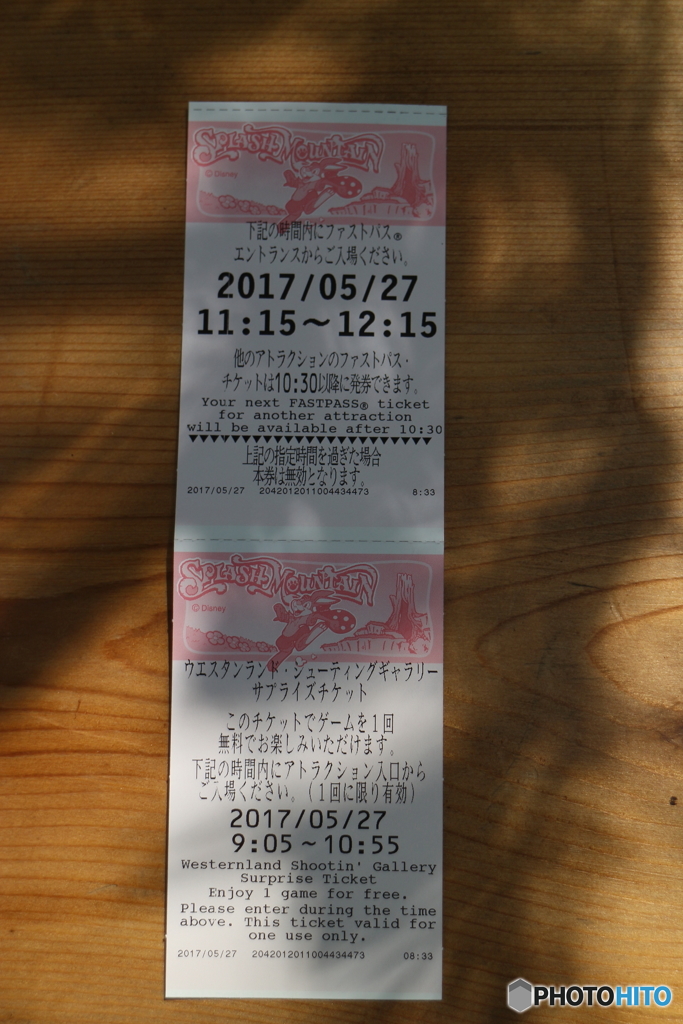 SPLASH MOUNTAIN
© Disney
下記の時間内にファストパス®
エントランスからご入場ください。
2017/05/27
11:15～12:15
他のアトラクションのファストパス・
チケットは10:30以降に発券できます。
Your next FASTPASS® ticket
for another attraction
will be available after 10:30
▼▼▼▼▼▼▼▼▼▼▼▼▼▼▼▼▼▼▼▼▼▼▼▼▼▼▼
上記の指定時間を過ぎた場合
本券は無効となります。
2017/05/27 2042012011004434473 8:33
SPLASH MOUNTAIN
© Disney
ウエスタンランド・シューティングギャラリー
サプライズチケット
このチケットでゲームを1回
無料でお楽しみいただけます。
下記の時間内にアトラクション入口から
ご入場ください。(1回に限り有効)
2017/05/27
9:05～10:55
Westernland Shootin' Gallery
Surprise Ticket
Enjoy 1 game for free.
Please enter during the time
above. This ticket valid for
one use only.
2017/05/27 2042012011004434473 08:33
PHOTOHITO